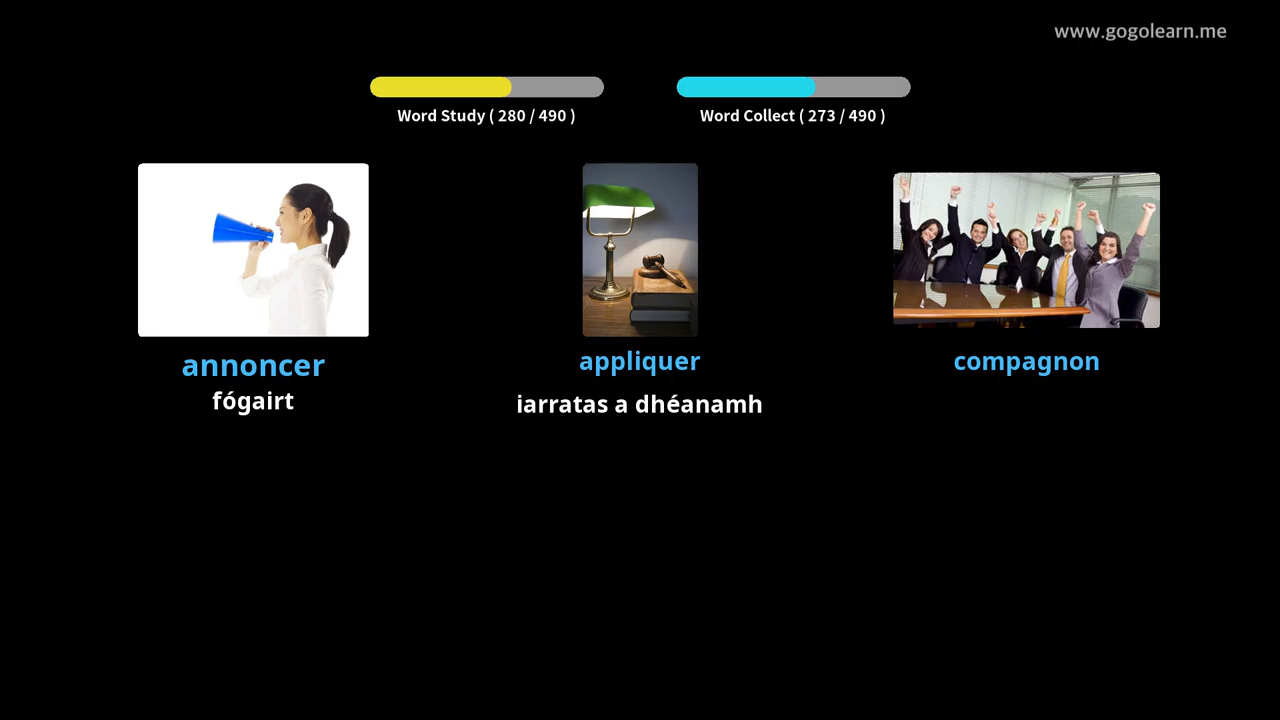 www.gogolearn.me
Word Study ( 280 / 490 )
Word Collect ( 273 / 490 )
annoncer
fógairt
appliquer
iarratas a dhéanamh
compagnon